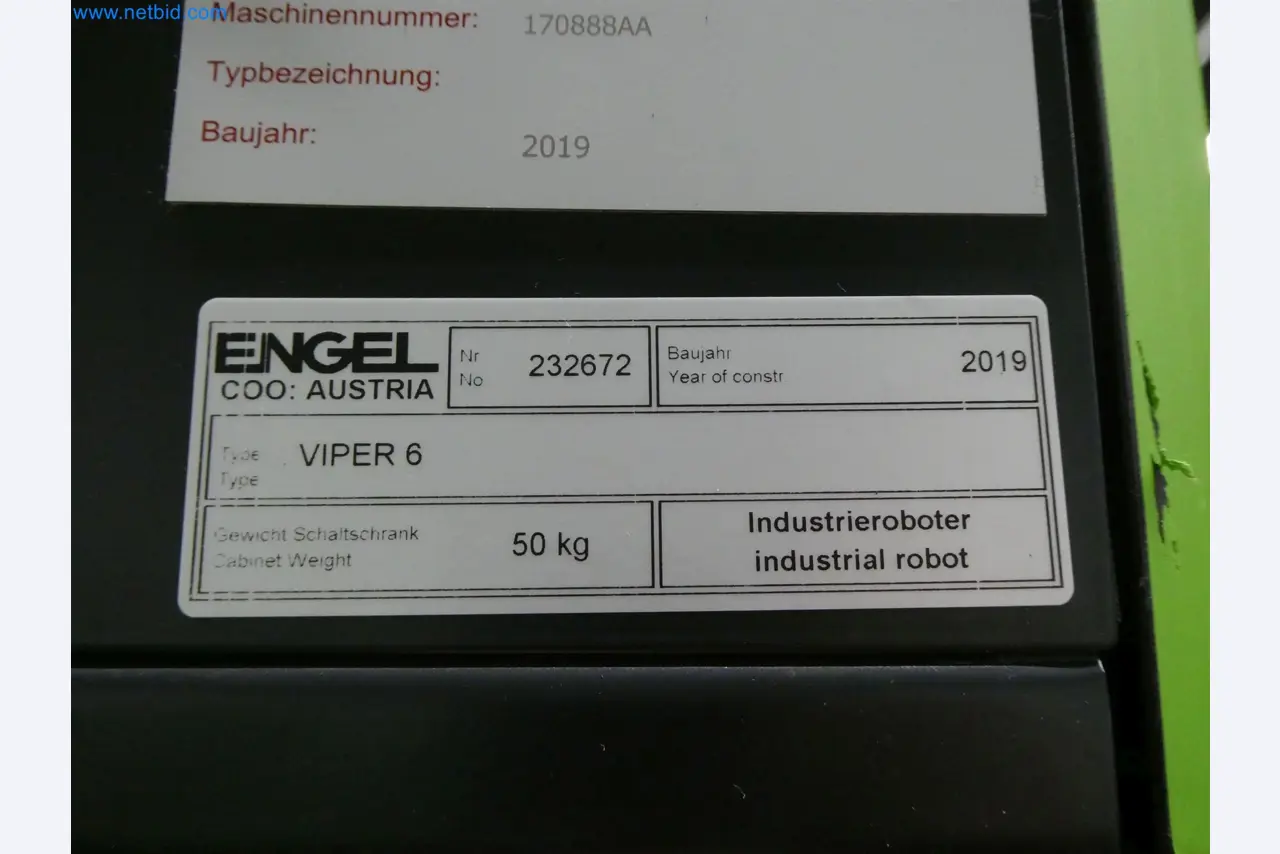 www.netbid.com
Maschinennummer: 170888AA
Typbezeichnung:
Baujahr: 2019
ENGEL
COO: AUSTRIA
Nr
No
232672
Baujahr
Year of constr
2019
Type
Type
VIPER 6
Gewicht Schaltschrank
Cabinet Weight
50 kg
Industrieroboter
industrial robot